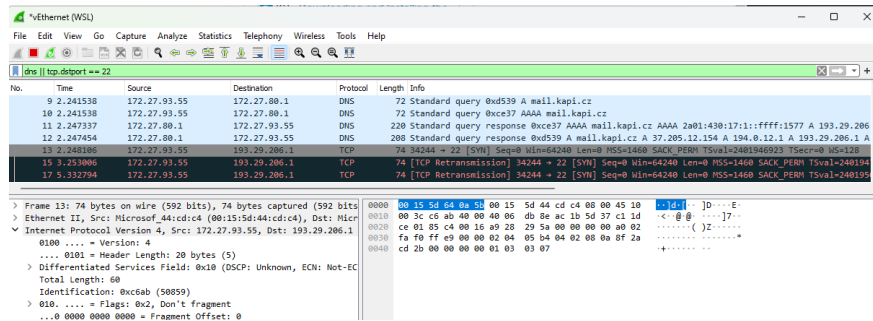 *vEthernet (WSL)
File Edit View Go Capture Analyze Statistics Telephony Wireless Tools Help
dns || tcp.dstport == 22
No. Time Source Destination Protocol Length Info
9 2.241538 172.27.93.55 172.27.80.1 DNS 72 Standard query 0xd539 A mail.kapi.cz
10 2.241538 172.27.93.55 172.27.80.1 DNS 72 Standard query 0xce37 AAAA mail.kapi.cz
11 2.247337 172.27.80.1 172.27.93.55 DNS 220 Standard query response 0xce37 AAAA mail.kapi.cz AAAA 2a01:430:17:1::ffff:1577 A 193.29.206
12 2.247454 172.27.80.1 172.27.93.55 DNS 208 Standard query response 0xd539 A mail.kapi.cz A 37.205.12.154 A 194.0.12.1 A 193.29.206.1 A
13 2.248106 172.27.93.55 193.29.206.1 TCP 74 34244 → 22 [SYN] Seq=0 Win=64240 Len=0 MSS=1460 SACK_PERM TSval=2401946923 TSecr=0 WS=128
15 3.253006 172.27.93.55 193.29.206.1 TCP 74 [TCP Retransmission] 34244 → 22 [SYN] Seq=0 Win=64240 Len=0 MSS=1460 SACK_PERM TSval=240194
17 5.332794 172.27.93.55 193.29.206.1 TCP 74 [TCP Retransmission] 34244 → 22 [SYN] Seq=0 Win=64240 Len=0 MSS=1460 SACK_PERM TSval=240195
Frame 13: 74 bytes on wire (592 bits), 74 bytes captured (592 bits
Ethernet II, Src: Microsof_44:cd:c4 (00:15:5d:44:cd:c4), Dst: Micr
Internet Protocol Version 4, Src: 172.27.93.55, Dst: 193.29.206.1
0100 .... = Version: 4
.... 0101 = Header Length: 20 bytes (5)
Differentiated Services Field: 0x10 (DSCP: Unknown, ECN: Not-EC
Total Length: 60
Identification: 0xc6ab (50859)
010. .... = Flags: 0x2, Don't fragment
...0 0000 0000 0000 = Fragment Offset: 0
0000 00 15 5d 64 0a 5b 00 15 5d 44 cd c4 08 00 45 10 ··]d·[·· ]D····E·
0010 00 3c c6 ab 40 00 40 06 db 8e ac 1b 5d 37 c1 1d ·<··@·@· ····]7··
0020 ce 01 85 c4 00 16 a9 28 29 5a 00 00 00 00 a0 02 ·······( )Z······
0030 fa f0 ff e9 00 00 02 04 05 b4 04 02 08 0a 8f 2a ········ ·······*
0040 cd 2b 00 00 00 00 01 03 03 07 ·+······ ··